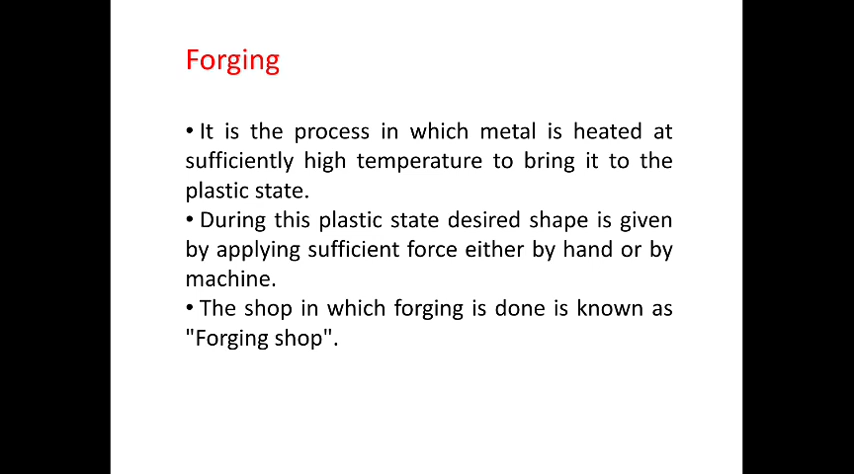 Forging
• It is the process in which metal is heated at
sufficiently high temperature to bring it to the
plastic state.
• During this plastic state desired shape is given
by applying sufficient force either by hand or by
machine.
• The shop in which forging is done is known as
"Forging shop".